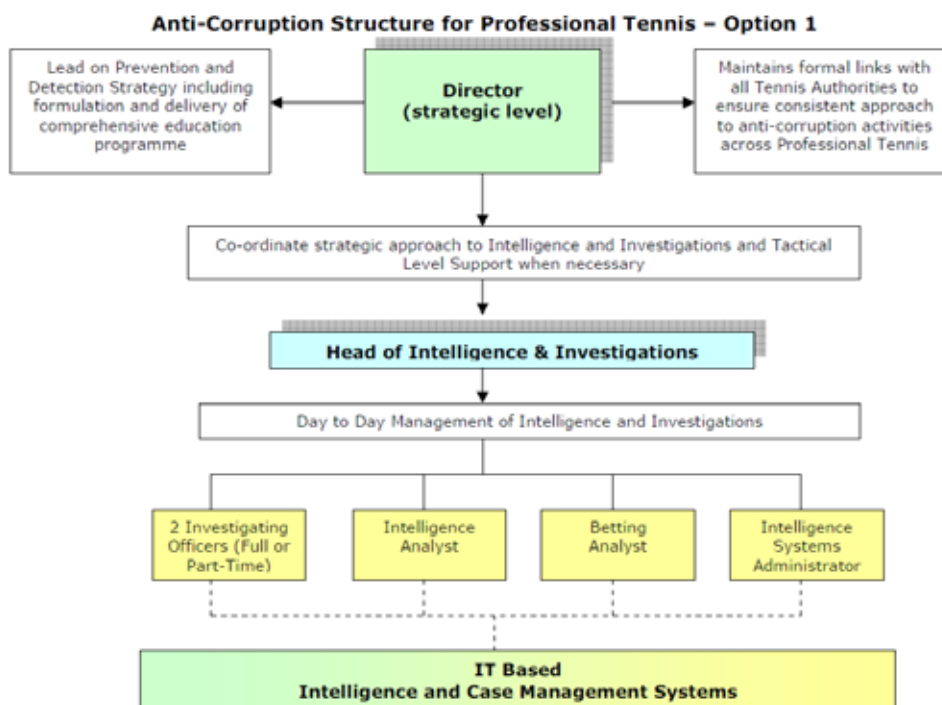 Anti-Corruption Structure for Professional Tennis – Option 1
Lead on Prevention and
Detection Strategy including
formulation and delivery of
comprehensive education
programme
Director
(strategic level)
Maintains formal links with
all Tennis Authorities to
ensure consistent approach
to anti-corruption activities
across Professional Tennis
Co-ordinate strategic approach to Intelligence and Investigations and Tactical
Level Support when necessary
Head of Intelligence & Investigations
Day to Day Management of Intelligence and Investigations
2 Investigating
Officers (Full or
Part-Time)
Intelligence
Analyst
Betting
Analyst
Intelligence
Systems
Administrator
IT Based
Intelligence and Case Management Systems